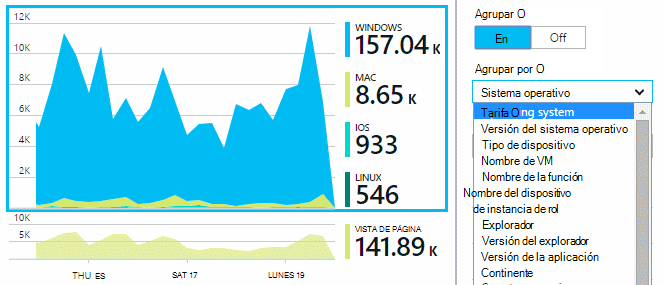 12K
10K
8K
6K
4K
2K
WINDOWS
157.04 K
MAC
8.65 K
IOS
933
LINUX
546
10K
5K
VISTA DE PÁGINA
141.89 K
THU ES
SAT 17
LUNES 19
Agrupar O
En Off
Agrupar por O
Sistema operativo
Tarifa O ng system
Versión del sistema operativo
Tipo de dispositivo
Nombre de VM
Nombre de la función
Nombre del dispositivo
de instancia de rol
Explorador
Versión del explorador
Versión de la aplicación
Continente